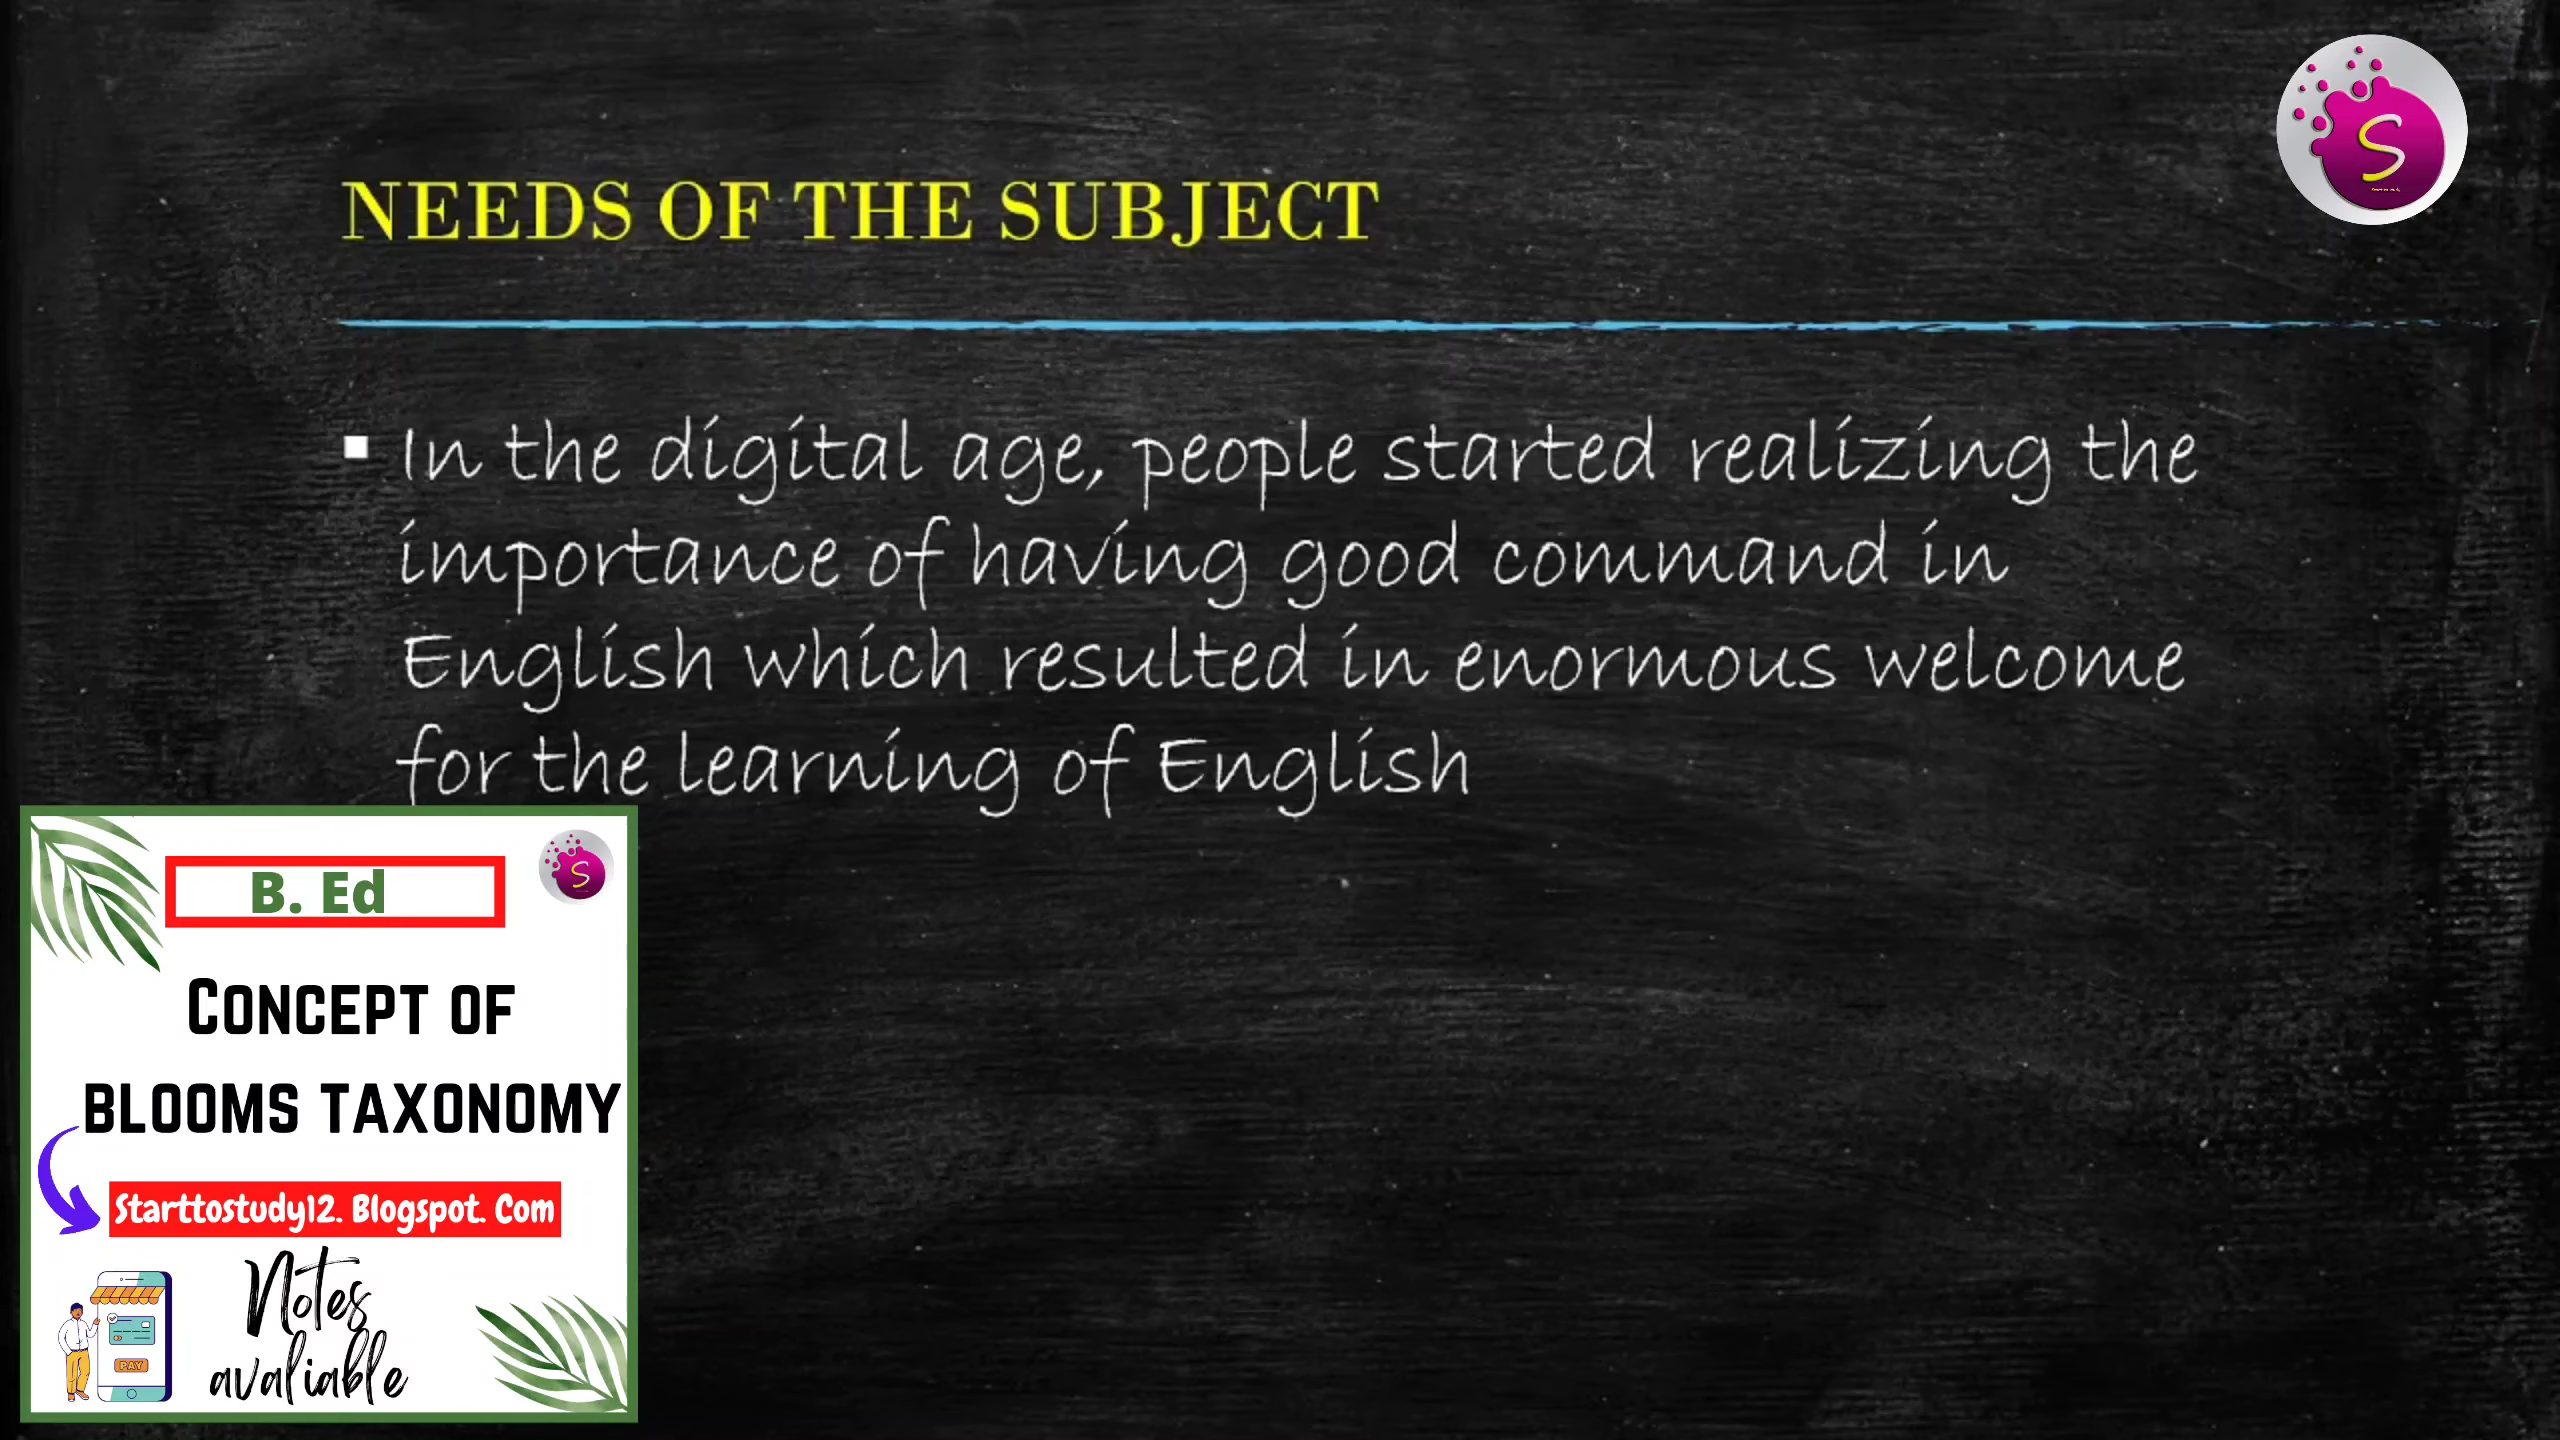 NEEDS OF THE SUBJECT
S
▪ In the digital age, people started realizing the
importance of having good command in
English which resulted in enormous welcome
for the learning of English
B. Ed
S
CONCEPT OF
BLOOMS TAXONOMY
Starttostudy12. Blogspot. Com
Notes
avaliable
PAY